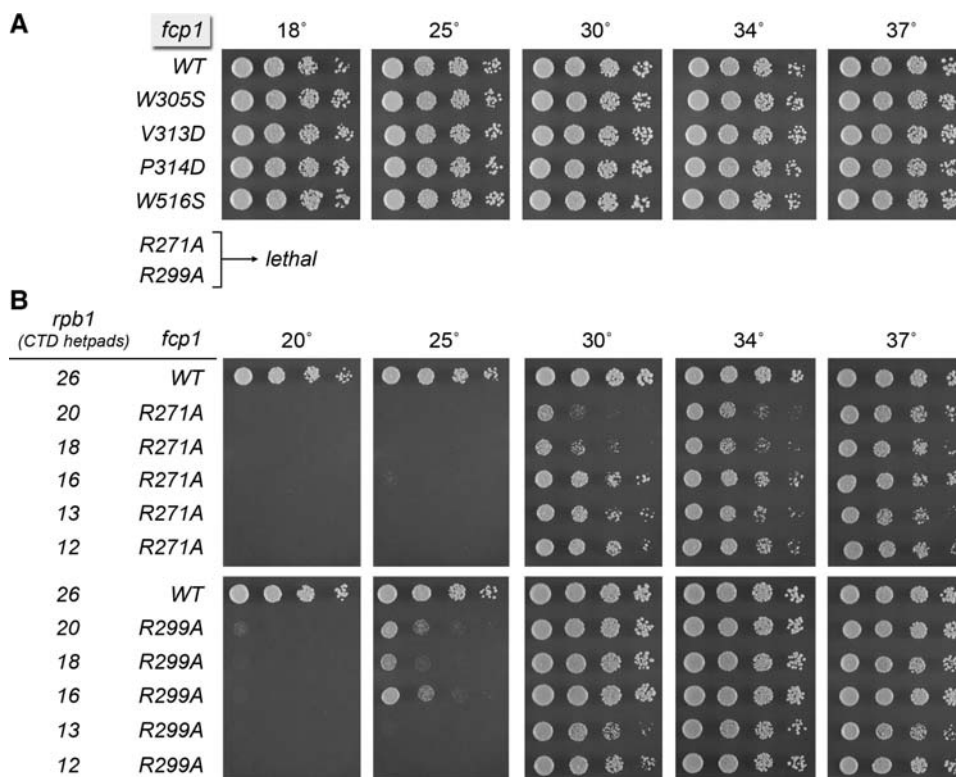 A
fcp1 18° 25° 30° 34° 37°
WT
W305S
V313D
P314D
W516S
R271A
R299A
lethal
B
rpb1
(CTD hetpads) fcp1 20° 25° 30° 34° 37°
26 WT
20 R271A
18 R271A
16 R271A
13 R271A
12 R271A
26 WT
20 R299A
18 R299A
16 R299A
13 R299A
12 R299A